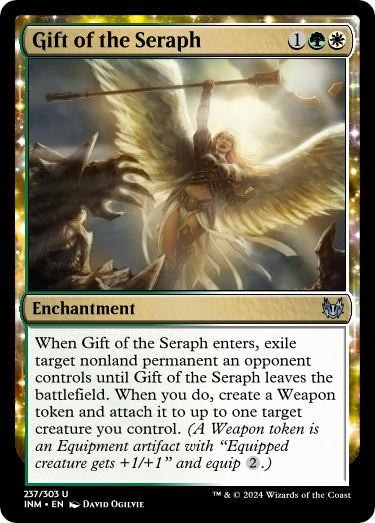 Gift of the Seraph 1
Enchantment
When Gift of the Seraph enters, exile
target nonland permanent an opponent
controls until Gift of the Seraph leaves the
battlefield. When you do, create a Weapon
token and attach it to up to one target
creature you control. (A Weapon token is
an Equipment artifact with “Equipped
creature gets +1/+1” and equip 2.)
237/303 U
INM • EN DAVID OGILVIE
™ & © 2024 Wizards of the Coast